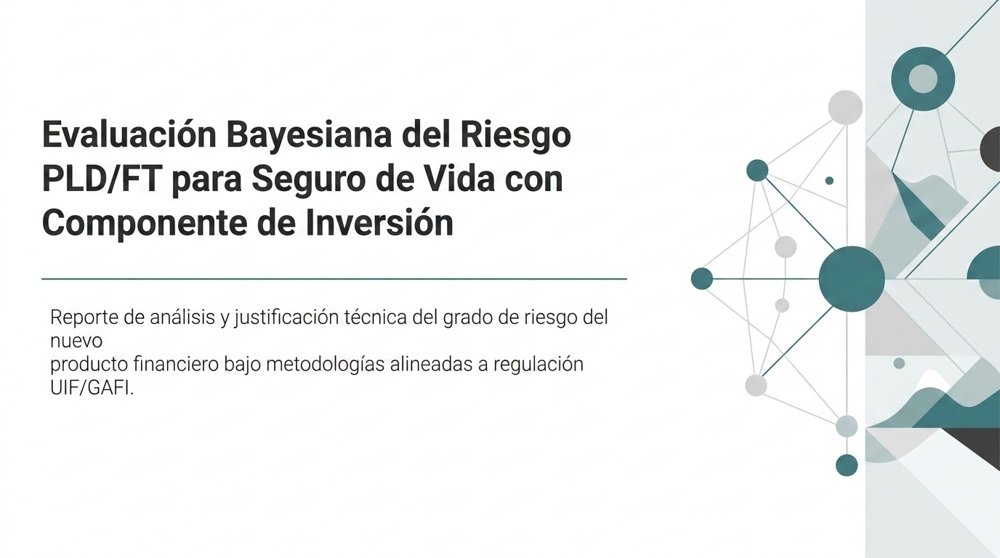 Evaluación Bayesiana del Riesgo
PLD/FT para Seguro de Vida con
Componente de Inversión
Reporte de análisis y justificación técnica del grado de riesgo del
nuevo
producto financiero bajo metodologías alineadas a regulación
UIF/GAFI.